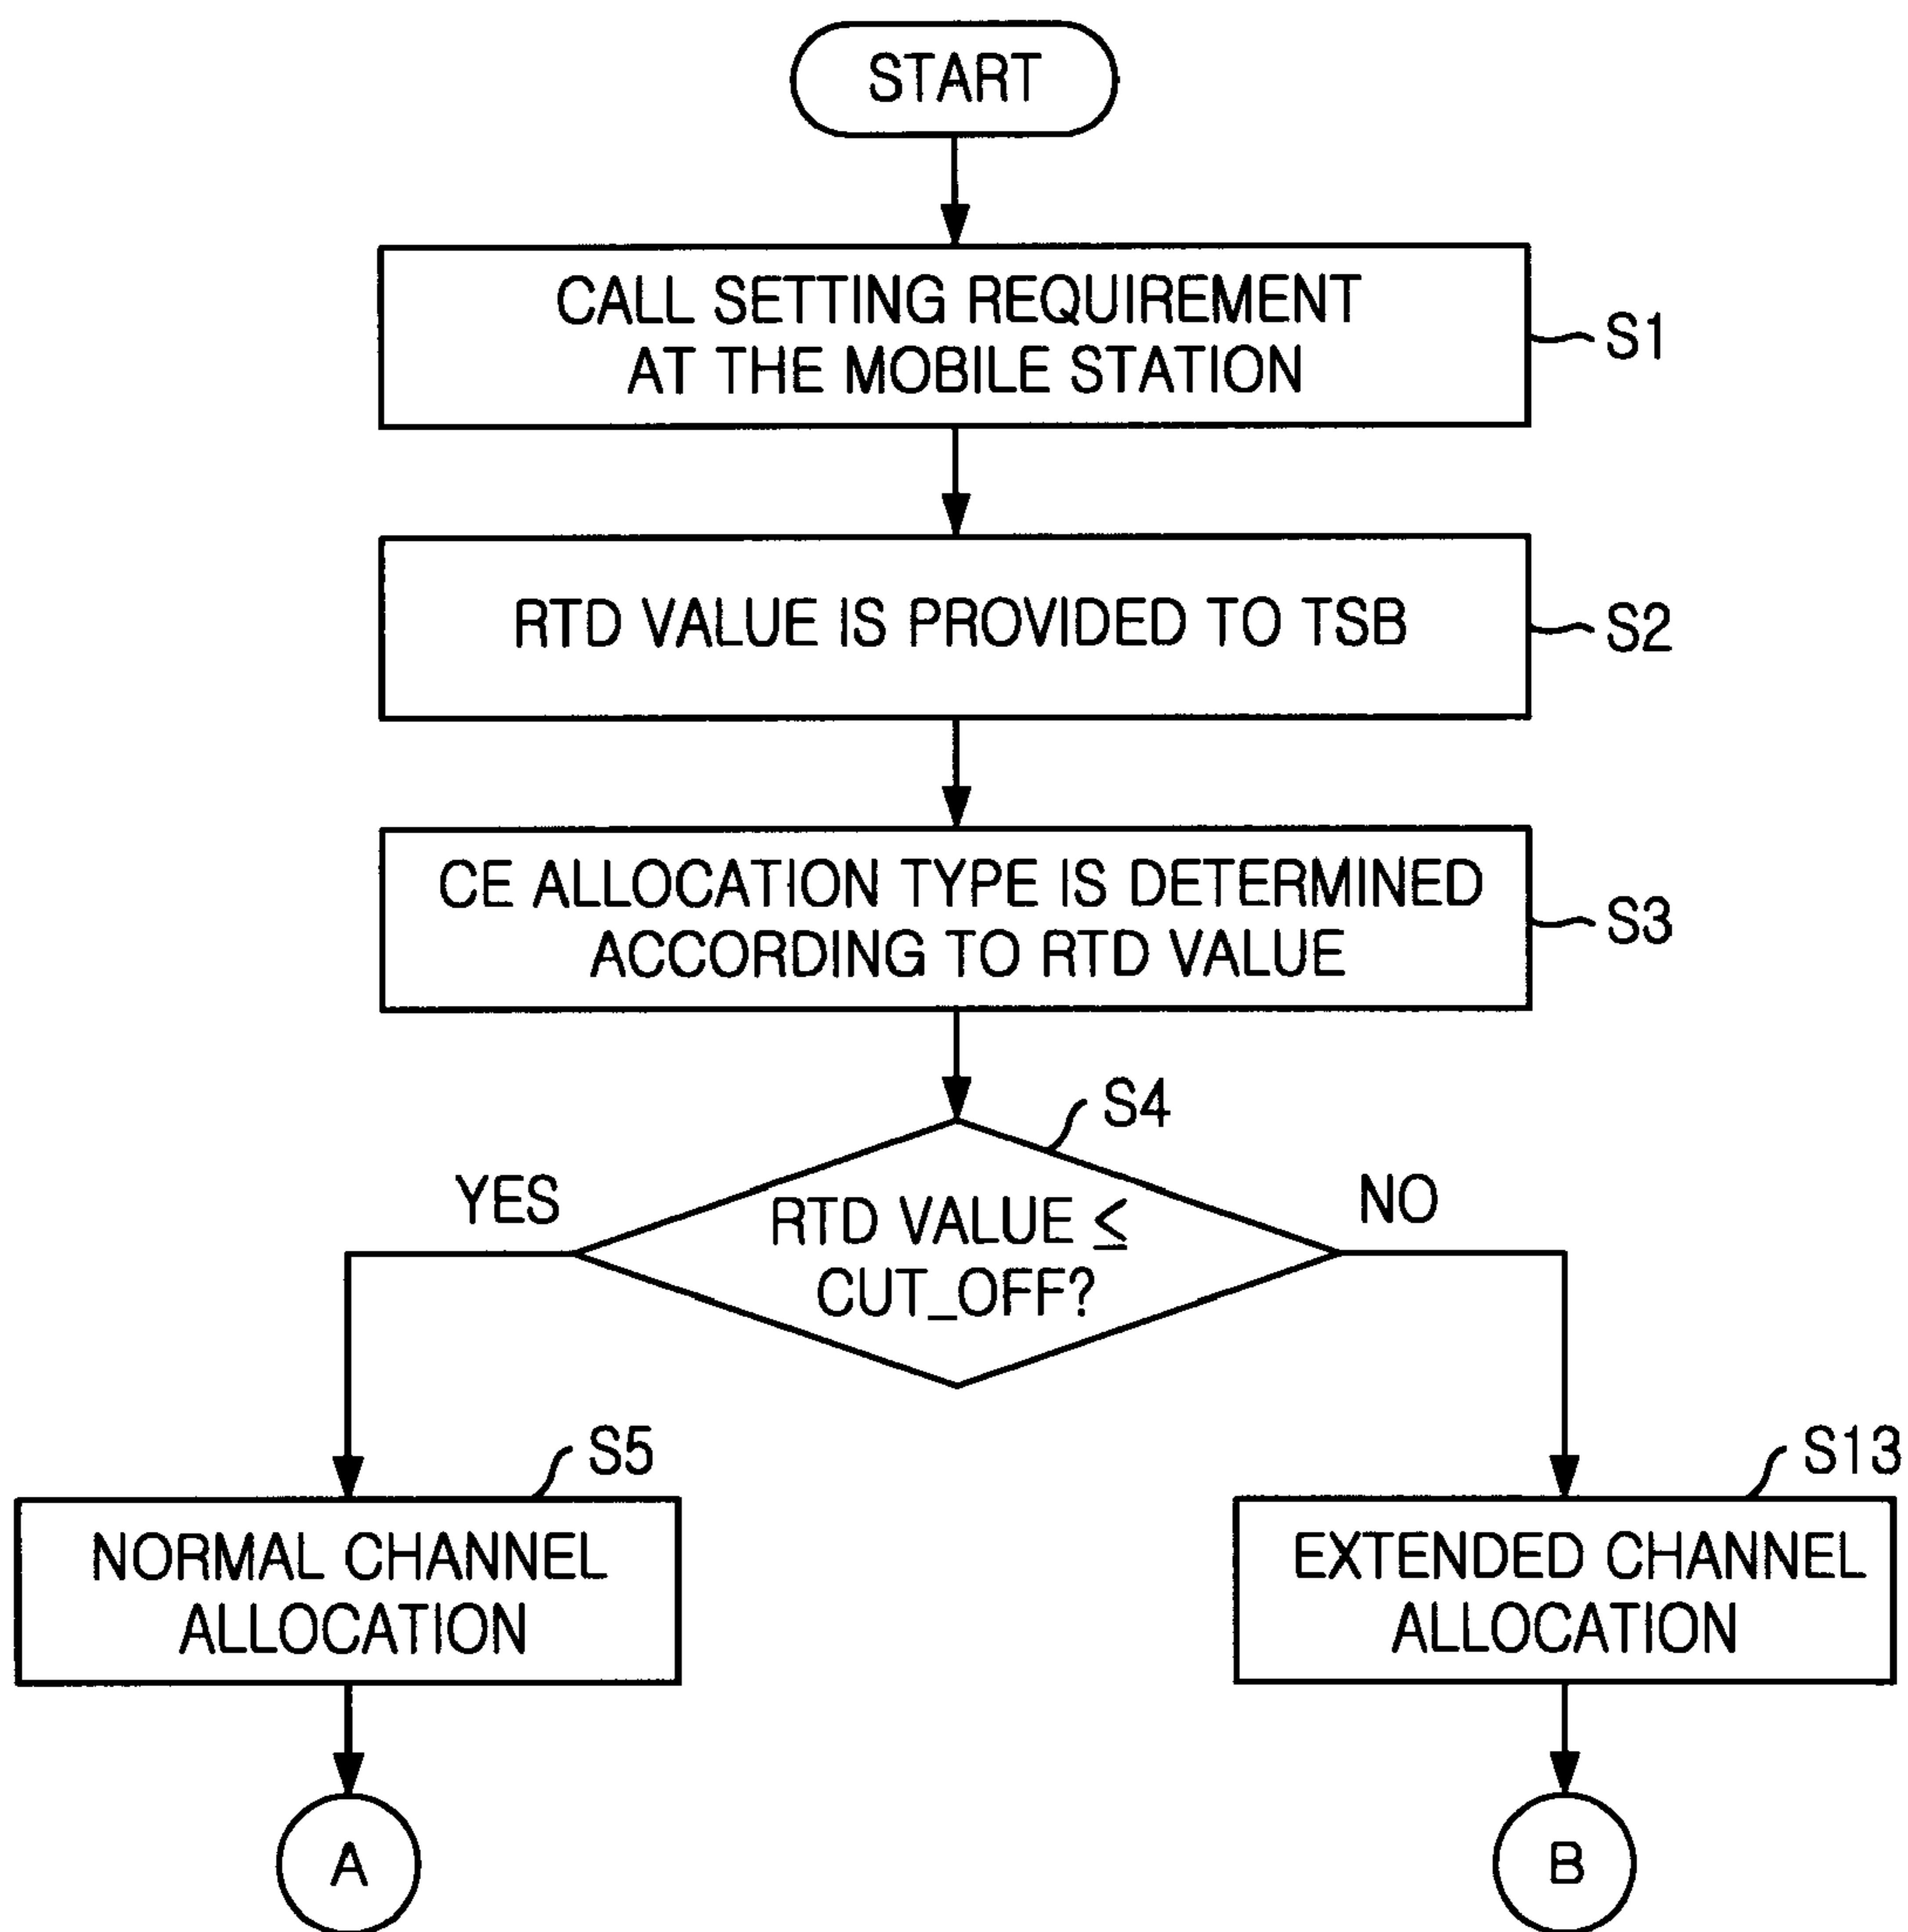 START
CALL SETTING REQUIREMENT
AT THE MOBILE STATION
S1
RTD VALUE IS PROVIDED TO TSB
S2
CE ALLOCATION TYPE IS DETERMINED
ACCORDING TO RTD VALUE
S3
S4
YES
RTD VALUE ≤
CUT_OFF?
NO
S5
NORMAL CHANNEL
ALLOCATION
S13
EXTENDED CHANNEL
ALLOCATION
A
B